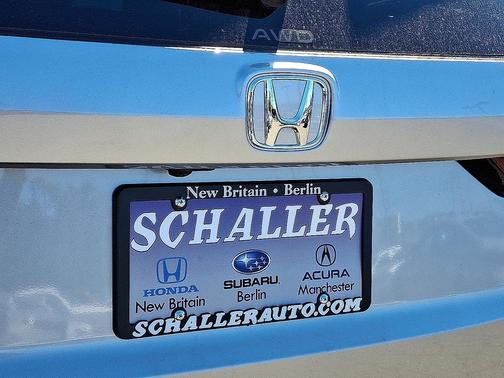 AWD
New Britain • Berlin
SCHALLER
HONDA SUBARU. ACURA
New Britain Berlin Manchester
SCHALLERAUTO.COM